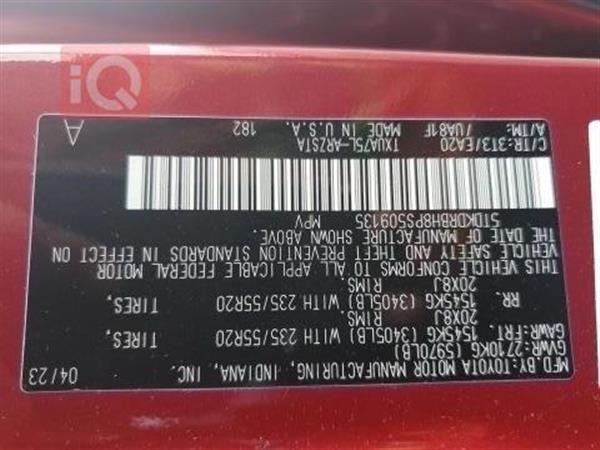 iQ
MFD.BY:TOYOTA MOTOR MANUFACTURING, INDIANA, INC. 04/23
GVWR:2710KG (5970LB)
GAWR:FRT: 1545KG (3405LB) WITH 235/55R20 TIRES,
20X8J RIMS
RR. 1545KG (3405LB) WITH 235/55R20 TIRES,
20X8J RIMS
THIS VEHICLE CONFORMS TO ALL APPLICABLE FEDERAL MOTOR
VEHICLE SAFETY AND THEFT PREVENTION STANDARDS IN EFFECT ON
THE DATE OF MANUFACTURE SHOWN ABOVE.
5TDKDRBH8PS509135 MPV
C/TR:3T3/EA20 TXUA75L-ARZSTA 182
A/TM: /UA81F MADE IN U.S.A. A